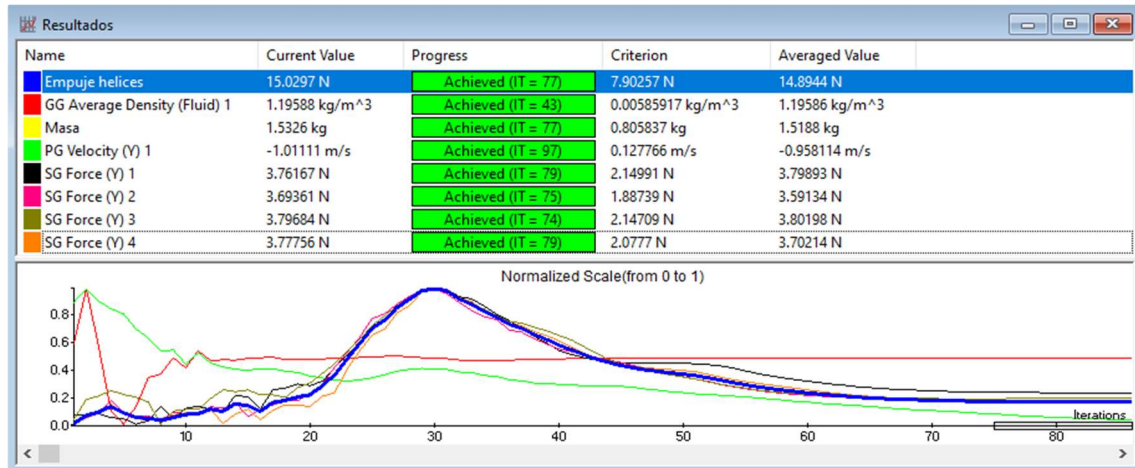 Resultados
Name Current Value Progress Criterion Averaged Value
Empuje helices 15.0297 N Achieved (IT = 77) 7.90257 N 14.8944 N
GG Average Density (Fluid) 1 1.19588 kg/m^3 Achieved (IT = 43) 0.00585917 kg/m^3 1.19586 kg/m^3
Masa 1.5326 kg Achieved (IT = 77) 0.805837 kg 1.5188 kg
PG Velocity (Y) 1 -1.01111 m/s Achieved (IT = 97) 0.127766 m/s -0.958114 m/s
SG Force (Y) 1 3.76167 N Achieved (IT = 79) 2.14991 N 3.79893 N
SG Force (Y) 2 3.69361 N Achieved (IT = 75) 1.88739 N 3.59134 N
SG Force (Y) 3 3.79684 N Achieved (IT = 74) 2.14709 N 3.80198 N
SG Force (Y) 4 3.77756 N Achieved (IT = 79) 2.0777 N 3.70214 N
Normalized Scale(from 0 to 1)
0.8
0.6
0.4
0.2
0.0
Iterations
10 20 30 40 50 60 70 80